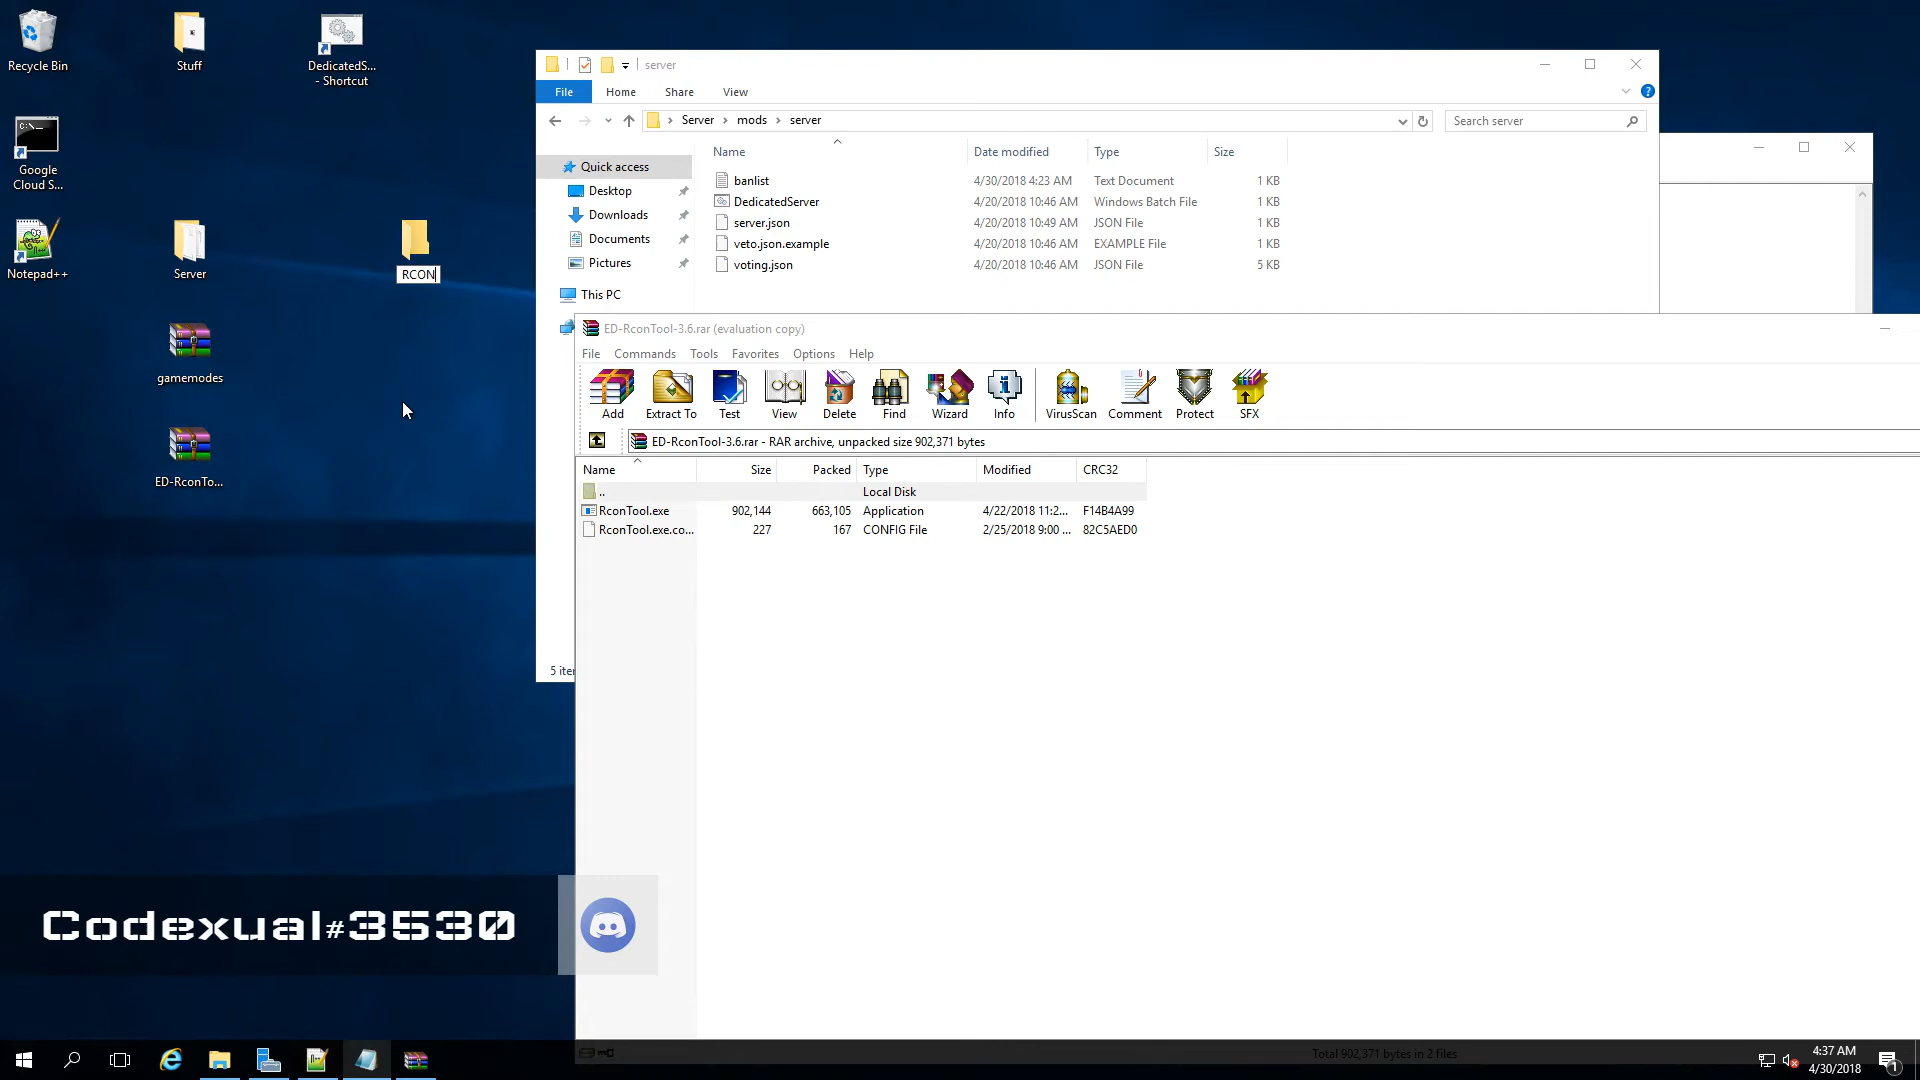 Recycle Bin
Stuff
DedicatedS...
- Shortcut
Google
Cloud S...
Notepad++
Server
RCON
gamemodes
ED-RconTo...
server
File
Home
Share
View
Server
mods
server
Search server
Quick access
Desktop
Downloads
Documents
Pictures
This PC
Name
Date modified
Type
Size
banlist
4/30/2018 4:23 AM
Text Document
1 KB
DedicatedServer
4/20/2018 10:46 AM
Windows Batch File
1 KB
server.json
4/20/2018 10:49 AM
JSON File
1 KB
veto.json.example
4/20/2018 10:46 AM
EXAMPLE File
1 KB
voting.json
4/20/2018 10:46 AM
JSON File
5 KB
5 iter
ED-RconTool-3.6.rar (evaluation copy)
File
Commands
Tools
Favorites
Options
Help
Add
Extract To
Test
View
Delete
Find
Wizard
Info
VirusScan
Comment
Protect
SFX
ED-RconTool-3.6.rar - RAR archive, unpacked size 902,371 bytes
Name
Size
Packed
Type
Modified
CRC32
..
Local Disk
RconTool.exe
902,144
663,105
Application
4/22/2018 11:2...
F14B4A99
RconTool.exe.co...
227
167
CONFIG File
2/25/2018 9:00 ...
82C5AED0
Codexual#3530
Total 902,371 bytes in 2 files
4:37 AM
4/30/2018
1